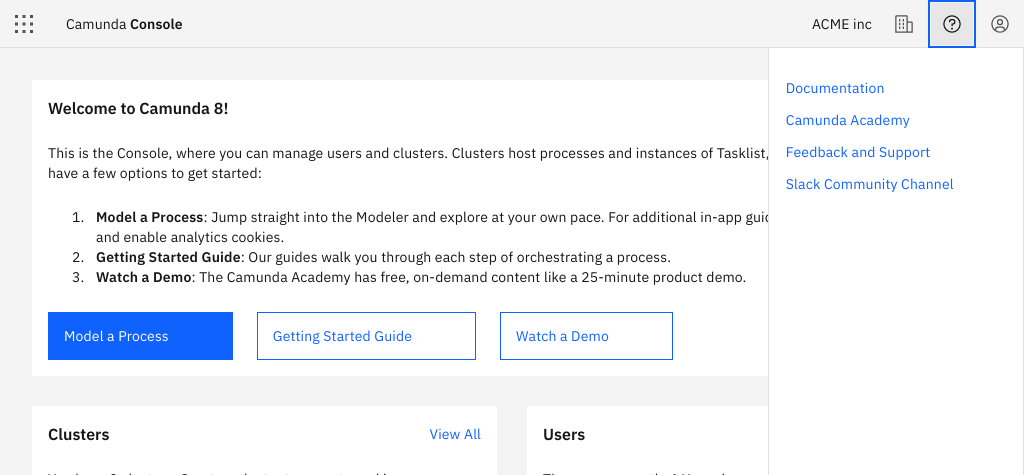 Camunda Console
ACME inc
Documentation
Camunda Academy
Feedback and Support
Slack Community Channel
Welcome to Camunda 8!
This is the Console, where you can manage users and clusters. Clusters host processes and instances of Tasklist,
have a few options to get started:
1. Model a Process: Jump straight into the Modeler and explore at your own pace. For additional in-app
and enable analytics cookies.
2. Getting Started Guide: Our guides walk you through each step of orchestrating a process.
3. Watch a Demo: The Camunda Academy has free, on-demand content like a 25-minute product demo.
Model a Process
Getting Started Guide
Watch a Demo
Clusters
View All
Users